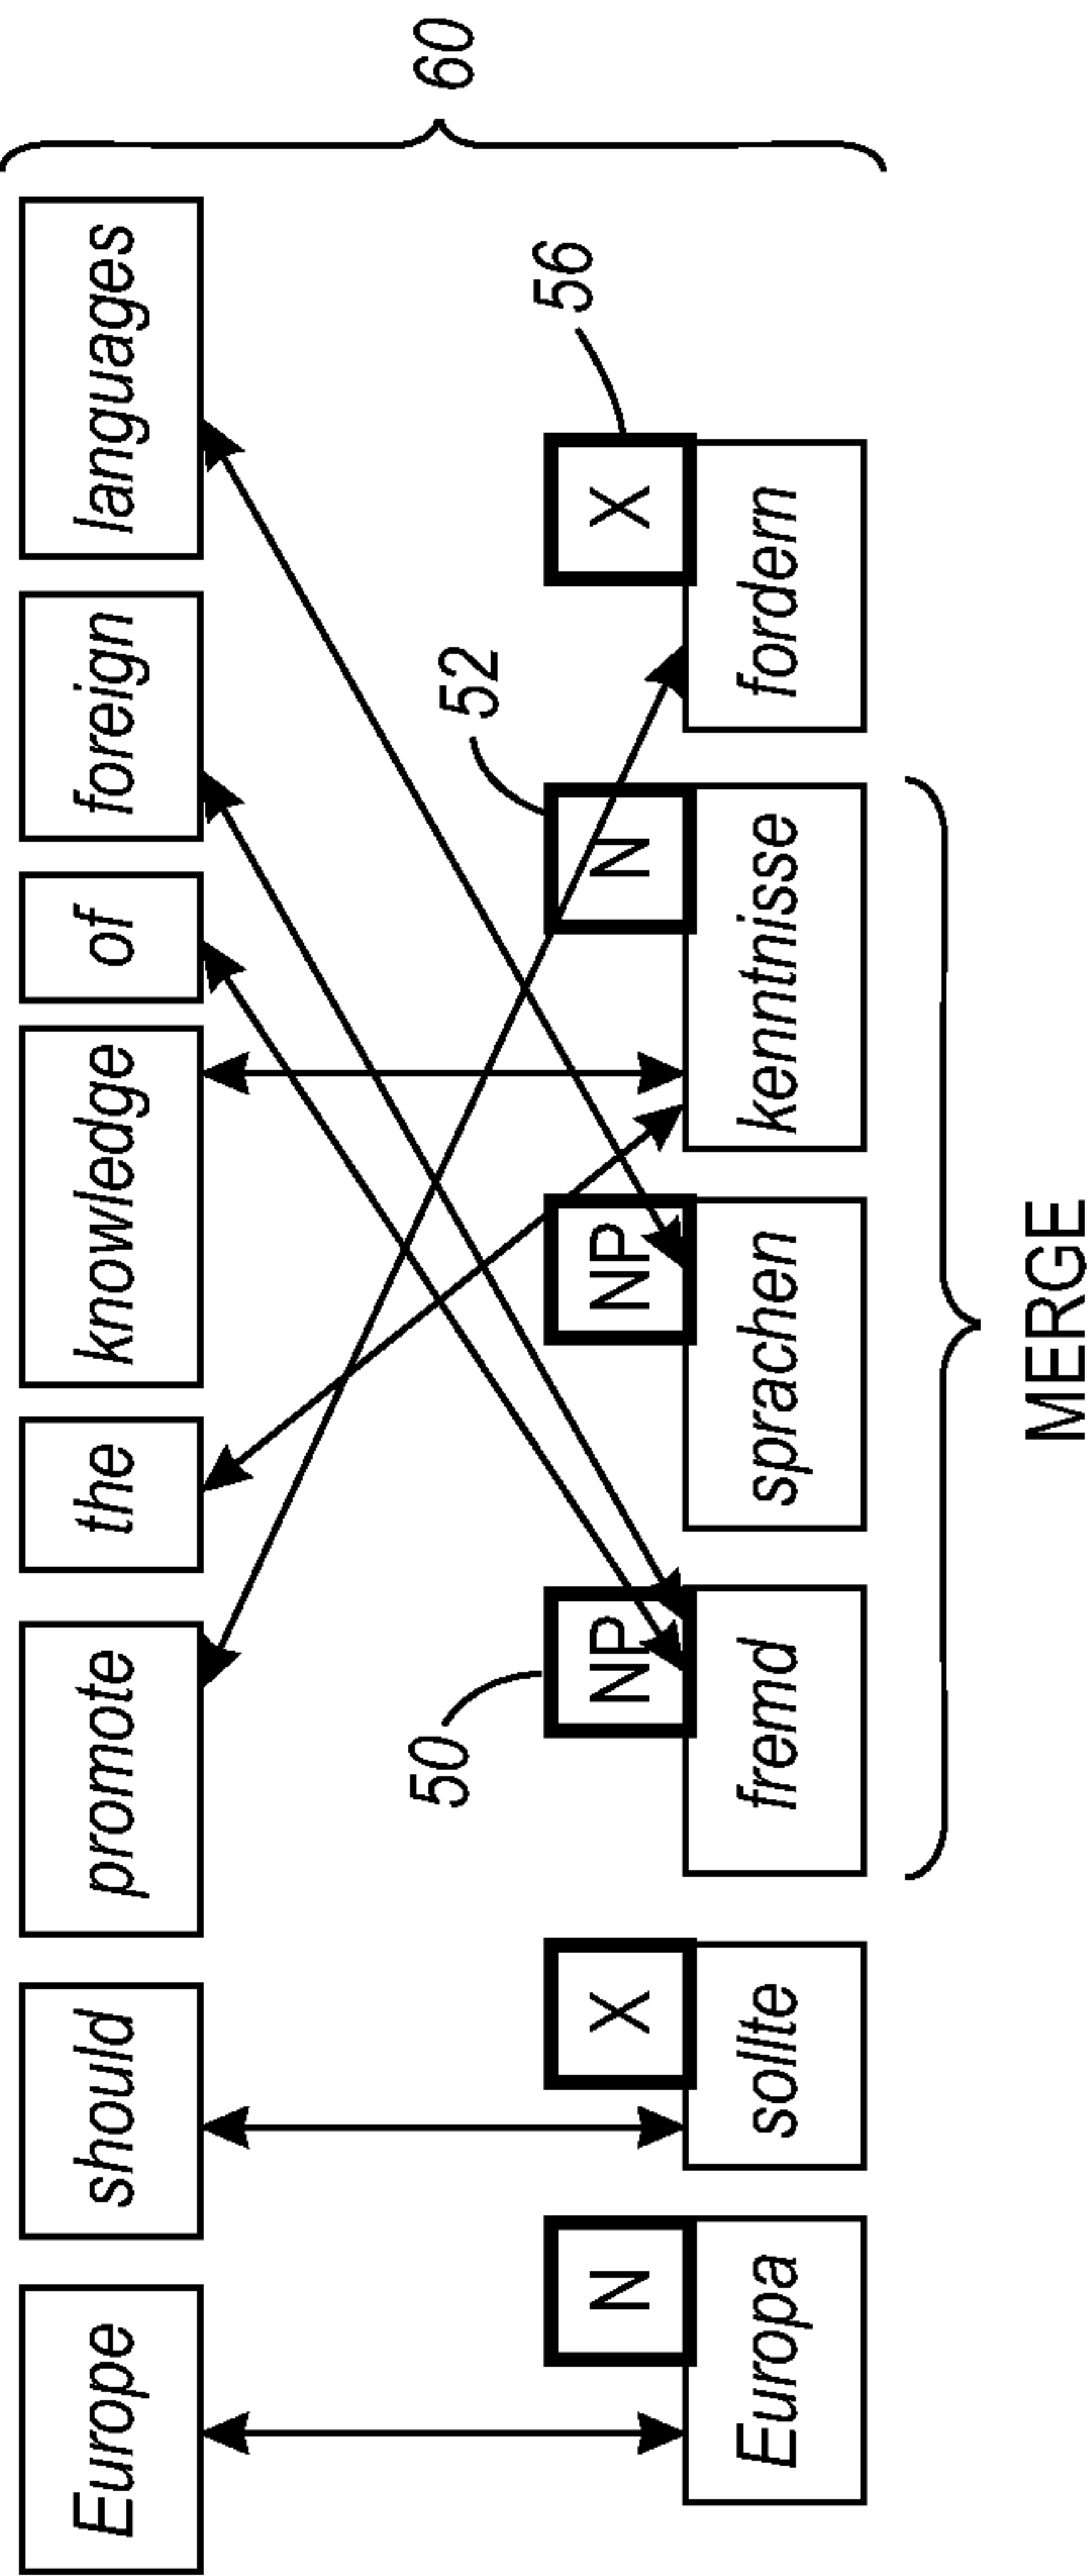 Europe should promote the knowledge of foreign languages
60
50 52 56
N X NP NP N X
Europa sollte fremd sprachen kenntnisse fordern
MERGE